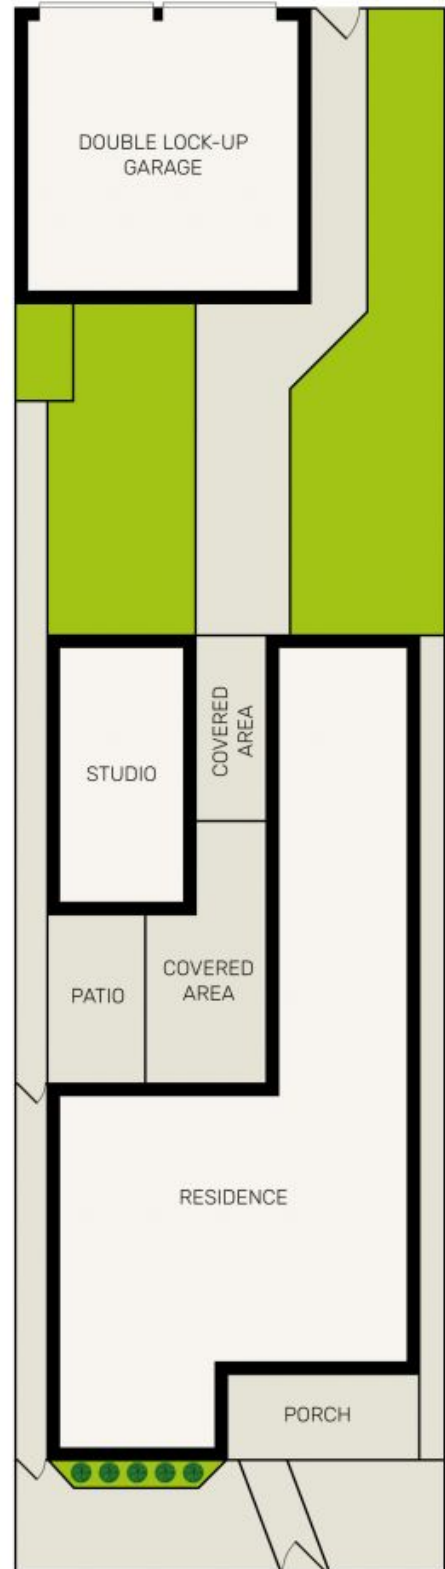 DOUBLE LOCK-UP
GARAGE
COVERED
AREA
STUDIO
COVERED
AREA
PATIO
RESIDENCE
PORCH